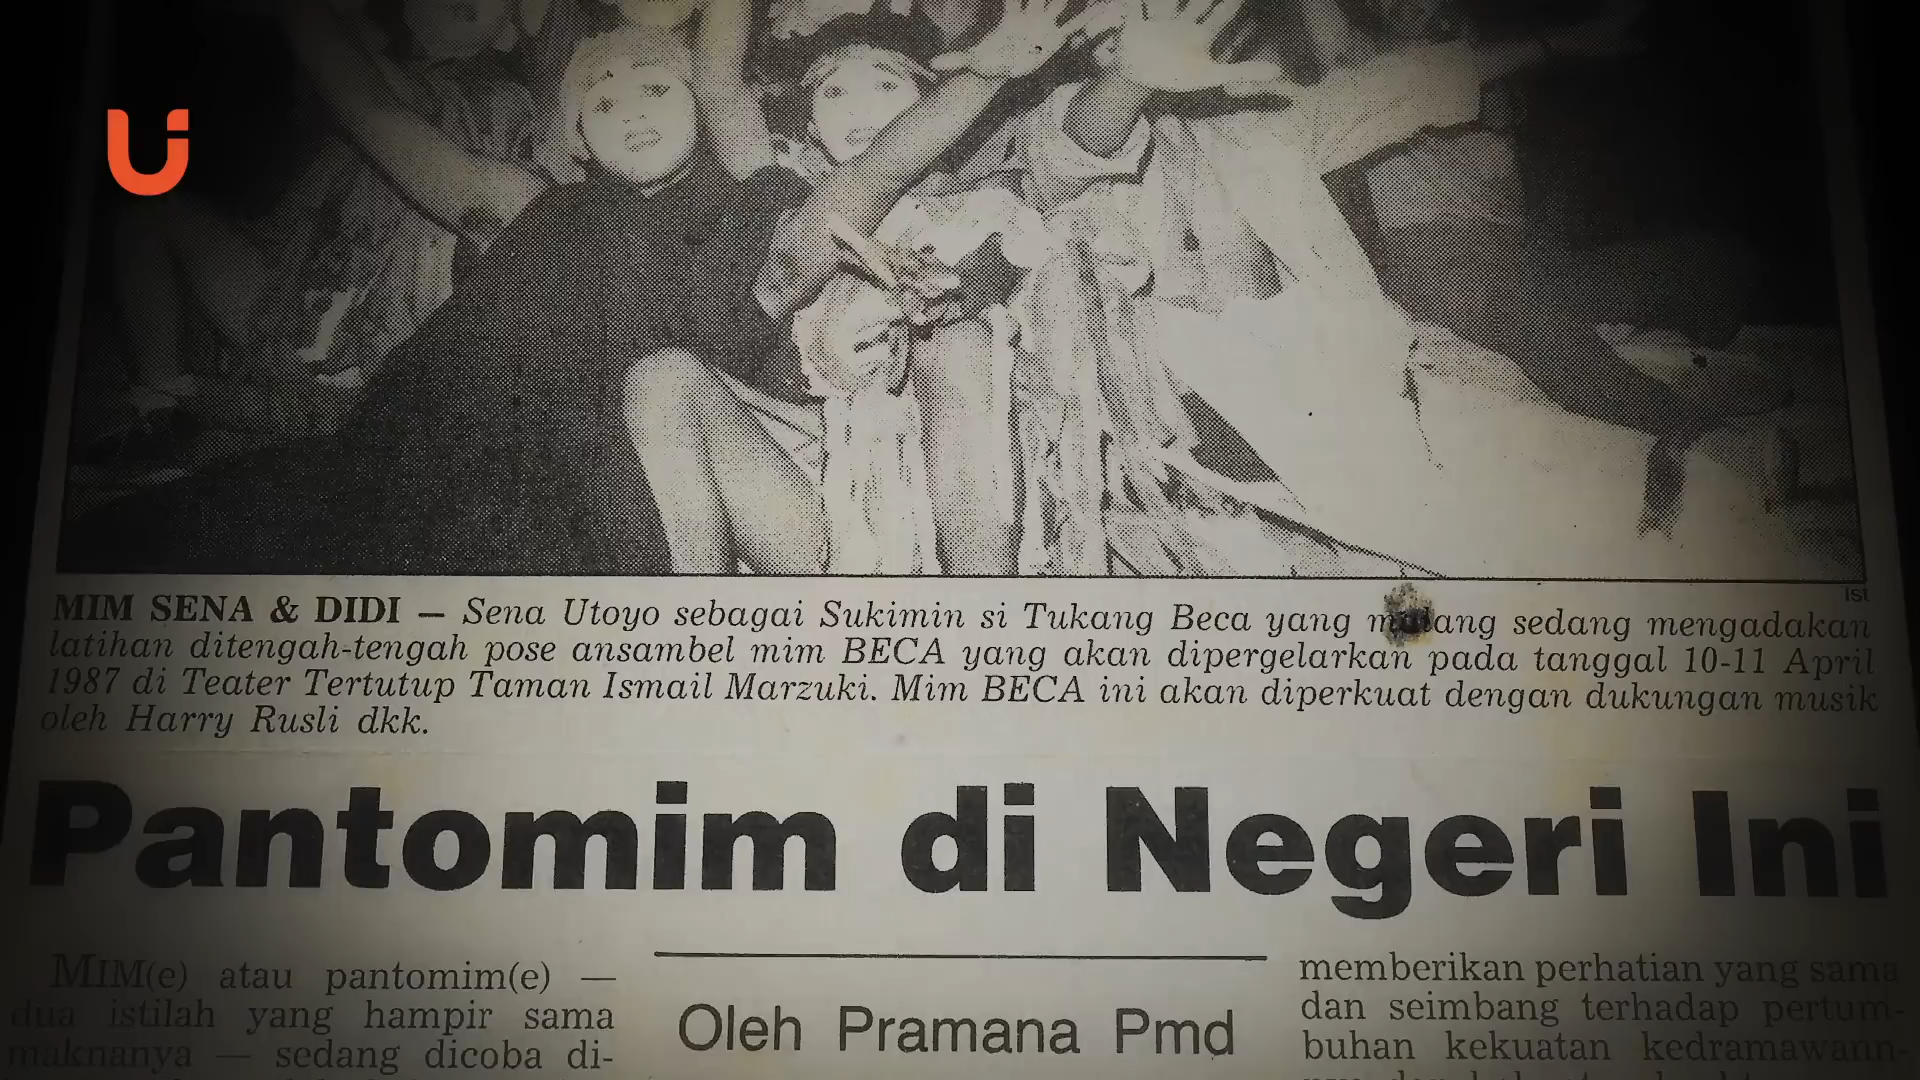 Ist
MIM SENA & DIDI — Sena Utoyo sebagai Sukimin si Tukang Beca yang malang sedang mengadakan
latihan ditengah-tengah pose ansambel mim BECA yang akan dipergelarkan pada tanggal 10-11 April
1987 di Teater Tertutup Taman Ismail Marzuki. Mim BECA ini akan diperkuat dengan dukungan musik
oleh Harry Rusli dkk.
Pantomim di Negeri Ini
Oleh Pramana Pmd
MIM(e) atau pantomim(e) —
dua istilah yang hampir sama
maknanya — sedang dicoba di-
memberikan perhatian yang sama
dan seimbang terhadap pertum-
buhan kekuatan kedramawann-